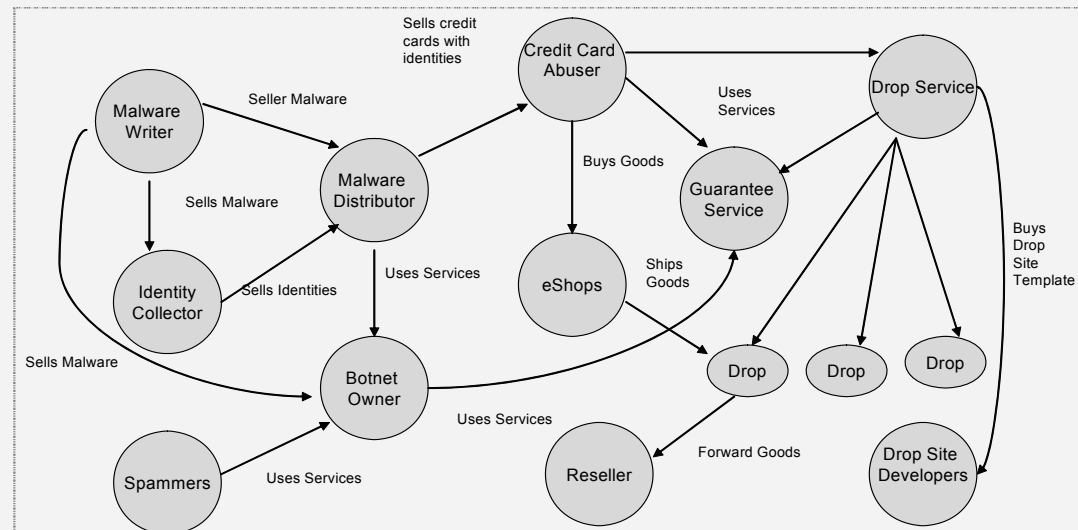 Sells credit
cards with
identities
Credit Card
Abuser
Drop Service
Malware
Writer
Seller Malware
Uses
Services
Malware
Distributor
Buys Goods
Guarantee
Service
Sells Malware
Buys
Drop
Site
Template
Identity
Collector
Sells Identities
Uses Services
eShops
Ships
Goods
Sells Malware
Botnet
Owner
Drop
Drop
Drop
Uses Services
Spammers
Uses Services
Reseller
Forward Goods
Drop Site
Developers